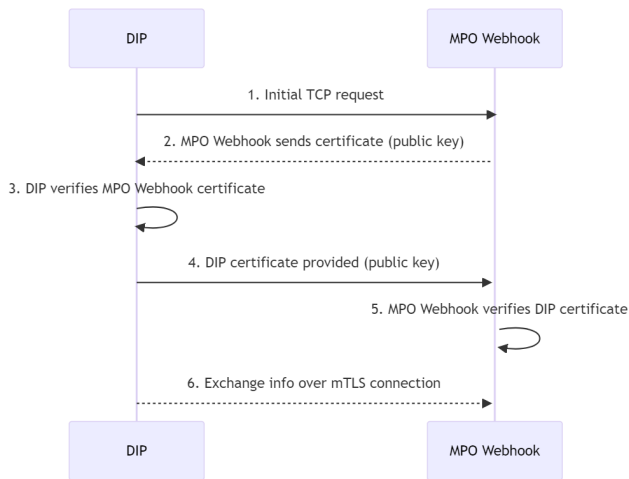 DIP
MPO Webhook
1. Initial TCP request
2. MPO Webhook sends certificate (public key)
3. DIP verifies MPO Webhook certificate
4. DIP certificate provided (public key)
5. MPO Webhook verifies DIP certificate
6. Exchange info over mTLS connection
DIP
MPO Webhook